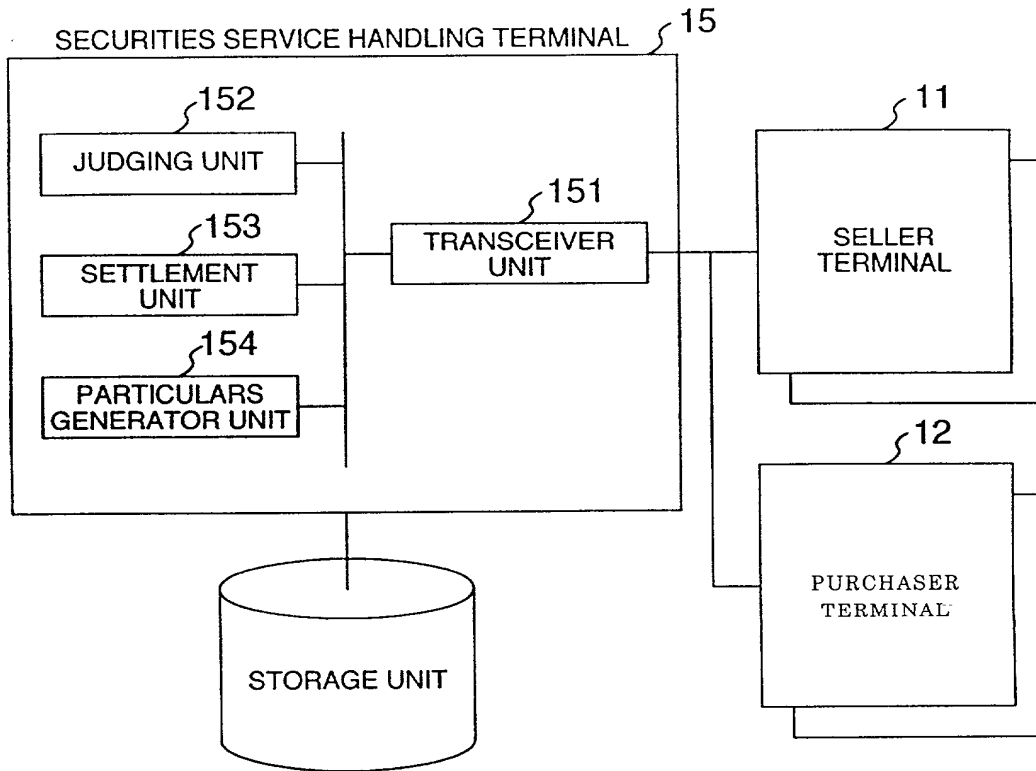 SECURITIES SERVICE HANDLING TERMINAL
15
152
JUDGING UNIT
153
SETTLEMENT
UNIT
154
PARTICULARS
GENERATOR UNIT
151
TRANSCEIVER
UNIT
11
SELLER
TERMINAL
12
PURCHASER
TERMINAL
STORAGE UNIT